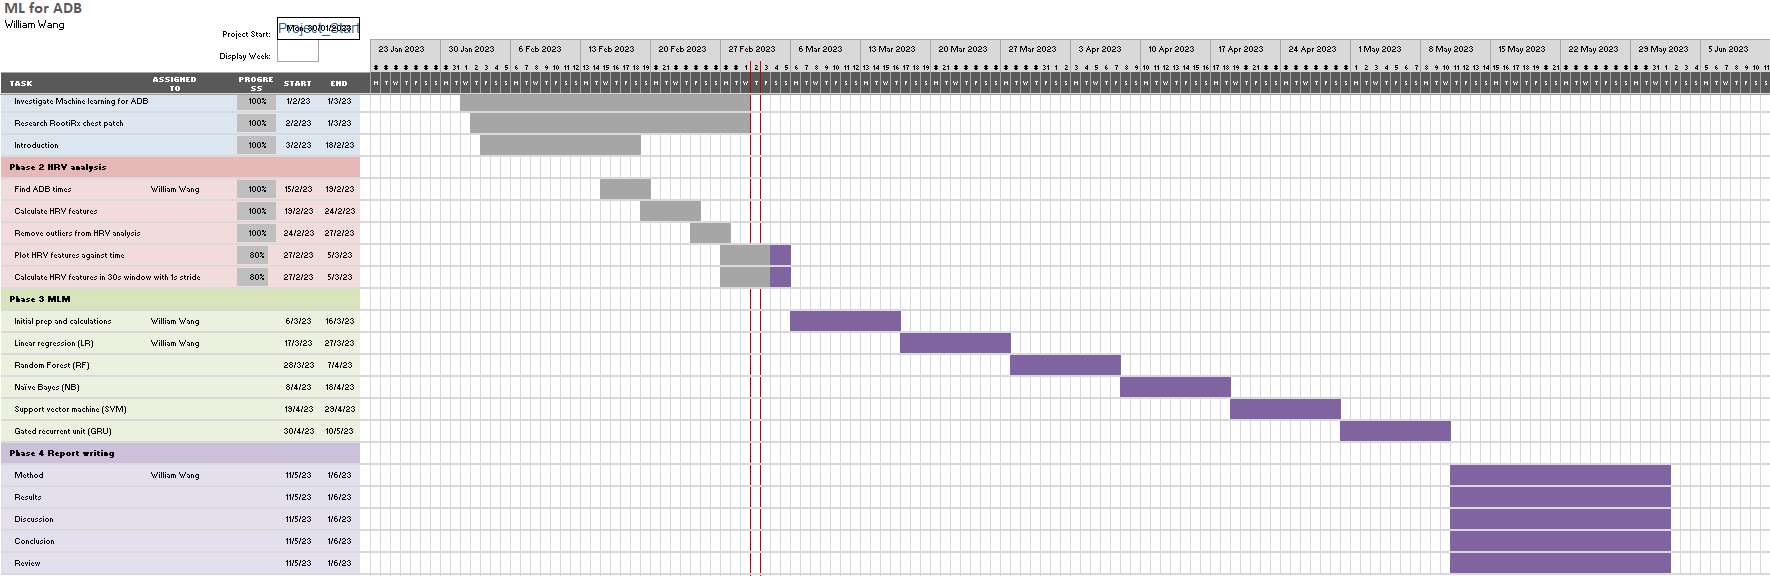 ML for ADB
William Wang
Project Start:
Display Week:
23 Jan 2023 30 Jan 2023 6 Feb 2023 13 Feb 2023 20 Feb 2023 27 Feb 2023 6 Mar 2023 13 Mar 2023 20 Mar 2023 27 Mar 2023 3 Apr 2023 10 Apr 2023 17 Apr 2023 24 Apr 2023 1 May 2023 8 May 2023 15 May 2023 22 May 2023 29 May 2023 5 Jun 2023
TASK ASSIGNED TO PROGRESS START END
Investigate Machine learning for ADB 100% 1/2/23 1/3/23
Research RootiRx chest patch 100% 2/2/23 1/3/23
Introduction 100% 3/2/23 18/2/23
Phase 2 HRV analysis
Find ADB times William Wang 100% 15/2/23 19/2/23
Calculate HRV features 100% 19/2/23 24/2/23
Remove outliers from HRV analysis 100% 24/2/23 27/2/23
Plot HRV features against time 80% 27/2/23 5/3/23
Calculate HRV features in 30s window with 1s stride 80% 27/2/23 5/3/23
Phase 3 MLM
Initial prep and calculations William Wang 6/3/23 16/3/23
Linear regression (LR) William Wang 17/3/23 27/3/23
Random Forest (RF) 28/3/23 7/4/23
Naïve Bayes (NB) 8/4/23 18/4/23
Support vector machine (SVM) 19/4/23 29/4/23
Gated recurrent unit (GRU) 30/4/23 10/5/23
Phase 4 Report writing
Method William Wang 11/5/23 1/6/23
Results 11/5/23 1/6/23
Discussion 11/5/23 1/6/23
Conclusion 11/5/23 1/6/23
Review 11/5/23 1/6/23